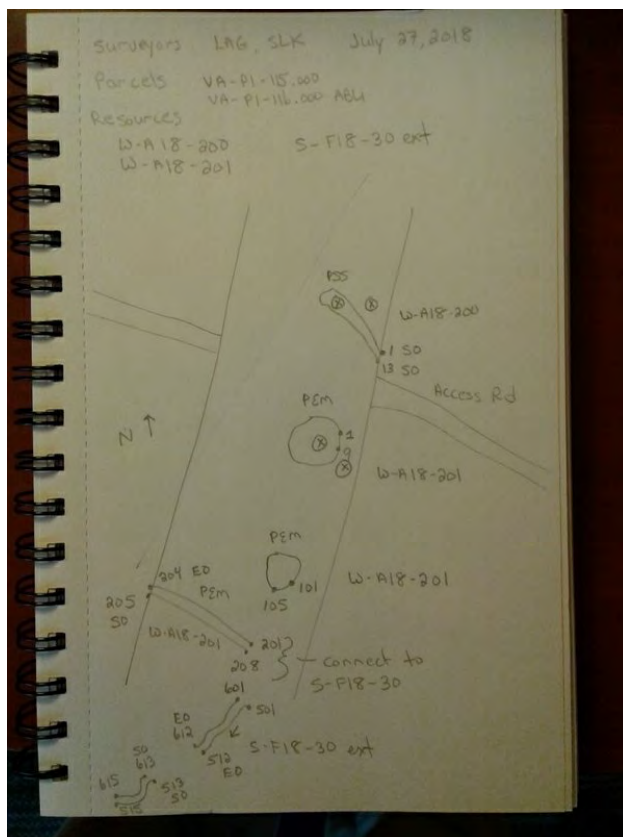 Surveyors LAG, SLK July 27, 2018
Parcels VA-PI-115.000
VA-PI-116.000 ABU
Resources
W-A18-200 S-F18-30 ext
W-A18-201
PSS
W-A18-200
1 SO
13 SO
Access Rd
PEM
N
1
9
W-A18-201
PEM
204 EO
PEM
101
W-A18-201
205
SO
105
W-A18-201
201
208
connect to
S-F18-30
601
501
EO
612
S-F18-30 ext
512
EO
SO
613
615
513
SO
515